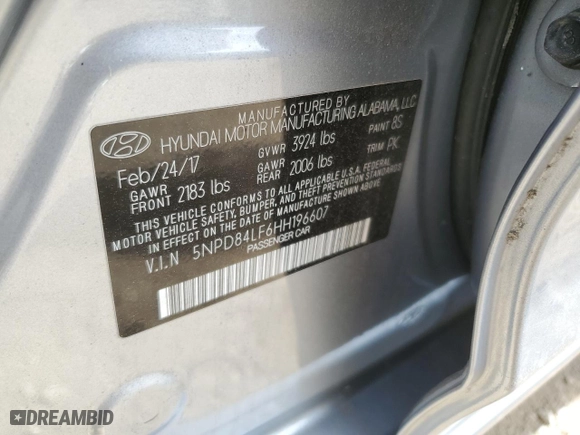 MANUFACTURED BY
HYUNDAI MOTOR MANUFACTURING ALABAMA, LLC
Feb/24/17 GVWR 3924 lbs PAINT 8S
GAWR FRONT 2183 lbs GAWR REAR 2006 lbs TRIM PK
THIS VEHICLE CONFORMS TO ALL APPLICABLE U.S.A. FEDERAL
MOTOR VEHICLE SAFETY, BUMPER, AND THEFT PREVENTION STANDARDS
IN EFFECT ON THE DATE OF MANUFACTURE SHOWN ABOVE.
V.I.N 5NPD84LF6HH196607
PASSENGER CAR
DREAMBID